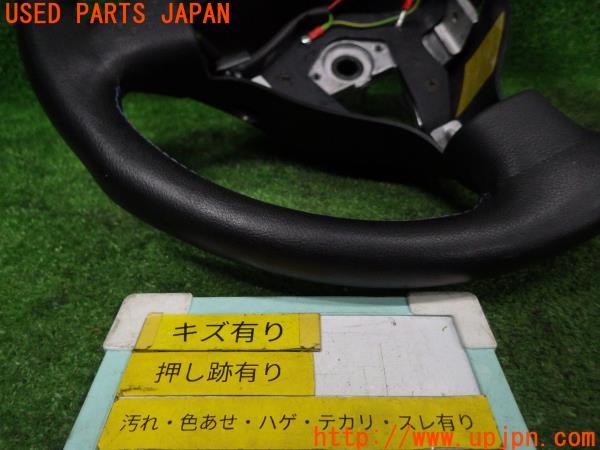 USED PARTS JAPAN
キズ有り
押し跡有り
汚れ・色あせ・ハゲ・テカリ・スレ有り
http://www.upjpn.com